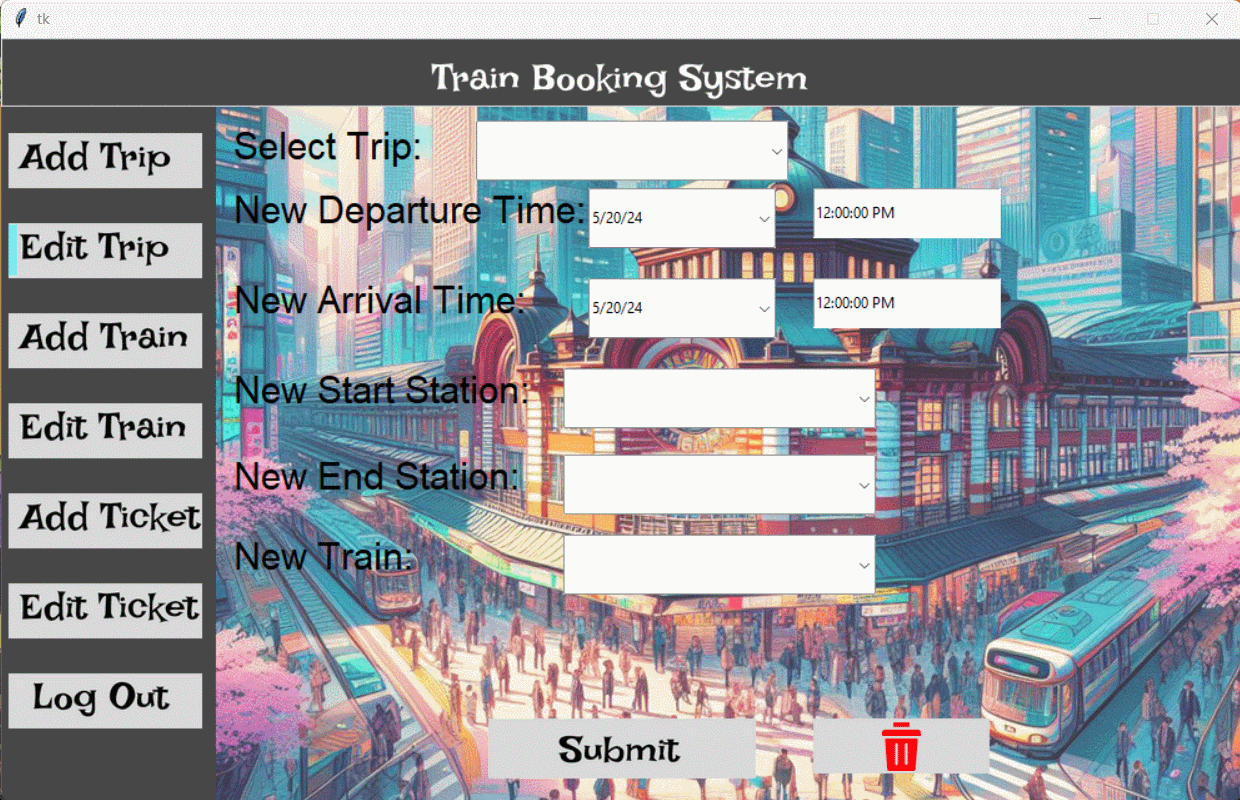 tk
Train Booking System
Add Trip
Edit Trip
Add Train
Edit Train
Add Ticket
Edit Ticket
Log Out
Select Trip:
New Departure Time: 5/20/24 12:00:00 PM
New Arrival Time: 5/20/24 12:00:00 PM
New Start Station:
New End Station:
New Train:
Submit